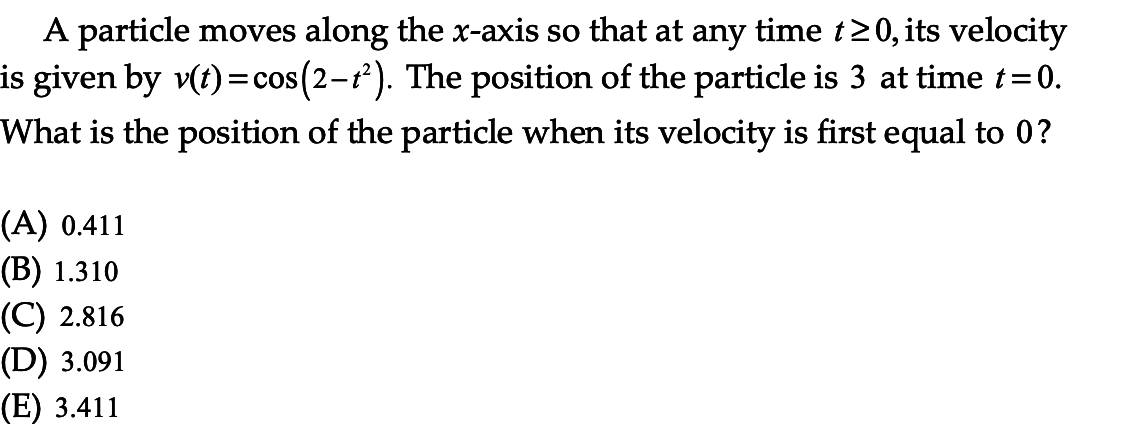 A particle moves along the x-axis so that at any time t≥0, its velocity
is given by v(t)=cos(2−t²). The position of the particle is 3 at time t=0.
What is the position of the particle when its velocity is first equal to 0?
(A) 0.411
(B) 1.310
(C) 2.816
(D) 3.091
(E) 3.411